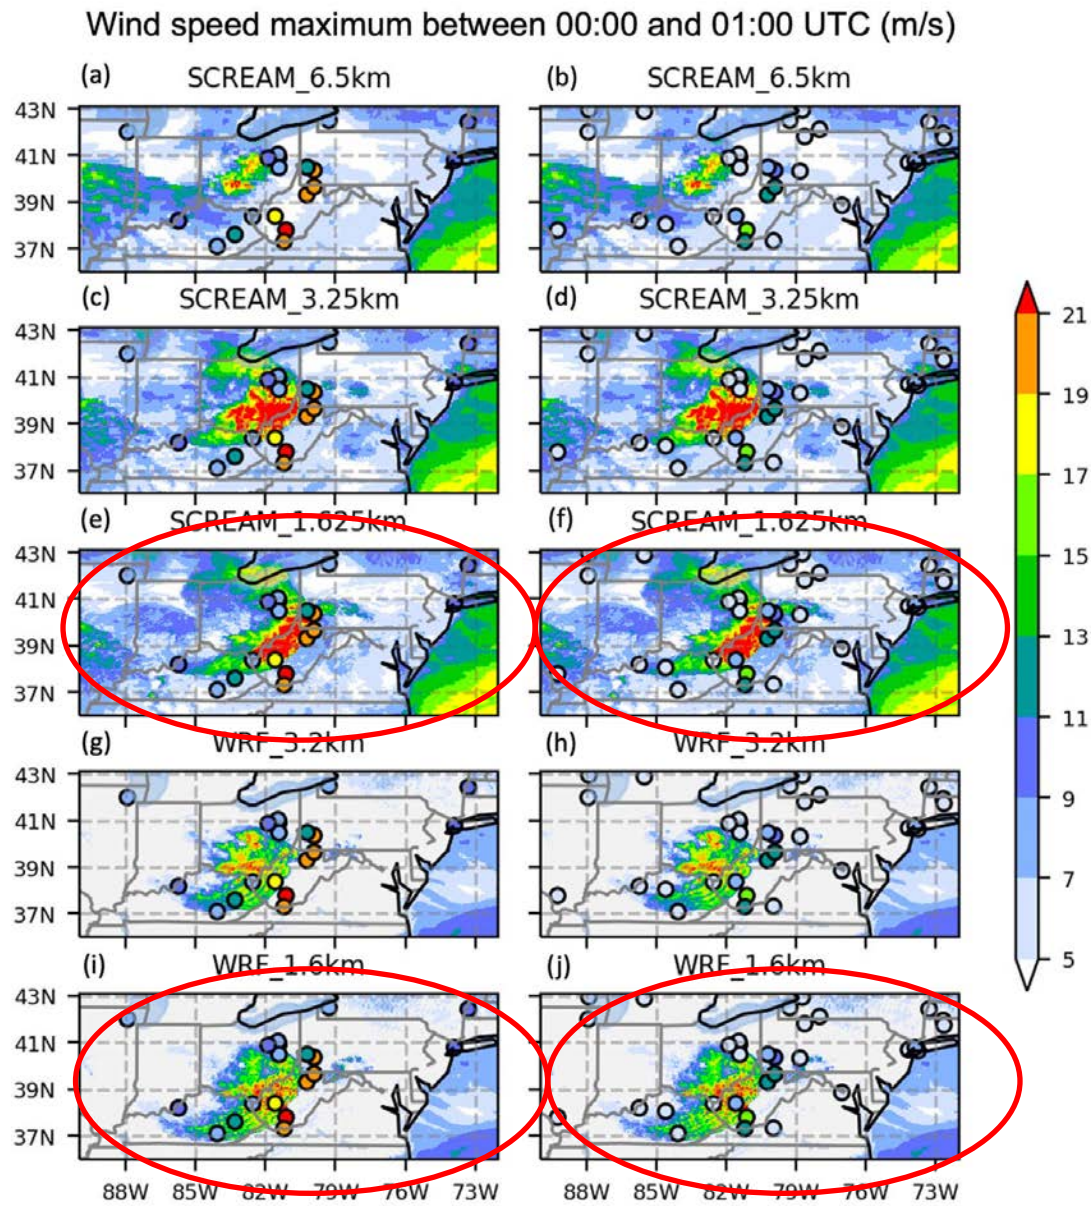 Wind speed maximum between 00:00 and 01:00 UTC (m/s)
(a) SCREAM_6.5km (b) SCREAM_6.5km
43N
41N
39N
37N
(c) SCREAM_3.25km (d) SCREAM_3.25km
43N
41N
39N
37N
(e) SCREAM_1.625km (f) SCREAM_1.625km
43N
41N
39N
37N
(g) WRF_3.2km (h) WRF_3.2km
43N
41N
39N
37N
(i) WRF_1.6km (j) WRF_1.6km
43N
41N
39N
37N
88W 85W 82W 79W 76W 73W 88W 85W 82W 79W 76W 73W
21
19
17
15
13
11
9
7
5